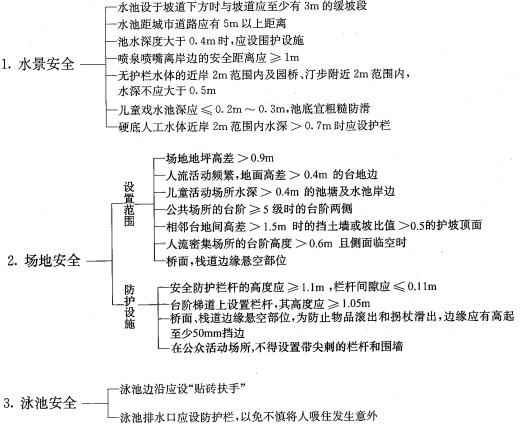 1. 水景安全
水池设于坡道下方时与坡道应至少有 3m 的缓坡段
水池距城市道路应有 5m 以上距离
池水深度大于 0.4m 时,应设围护设施
喷泉喷嘴离岸边的安全距离应 ≥ 1m
无护栏水体的近岸 2m 范围内及园桥、汀步附近 2m 范围内,
水深不应大于 0.5m
儿童戏水池深应 ≤ 0.2m ~ 0.3m,池底宜粗糙防滑
硬底人工水体近岸 2m 范围内水深 > 0.7m 时应设护栏
2. 场地安全
设置范围
场地地坪高差 > 0.9m
人流活动频繁,地面高差 > 0.4m 的台地边
儿童活动场所水深 > 0.4m 的池塘及水池岸边
公共场所的台阶 ≥ 5 级时的台阶两侧
相邻台地间高差 > 1.5m 时的挡土墙或坡比值 >0.5的护坡顶面
人流密集场所的台阶高度 > 0.6m 且侧面临空时
桥面,栈道边缘悬空部位
防护设施
安全防护栏杆的高度应 ≥ 1.1m ,栏杆间隙应 ≤ 0.11m
台阶梯道上设置栏杆,其高度应 ≥ 1.05m
桥面、栈道边缘悬空部位,为防止物品滚出和拐杖滑出,边缘应有高起
至少50mm挡边
在公众活动场所,不得设置带尖刺的栏杆和围墙
3. 泳池安全
泳池边沿应设“贴砖扶手”
泳池排水口应设防护栏,以免不慎将人吸住发生意外